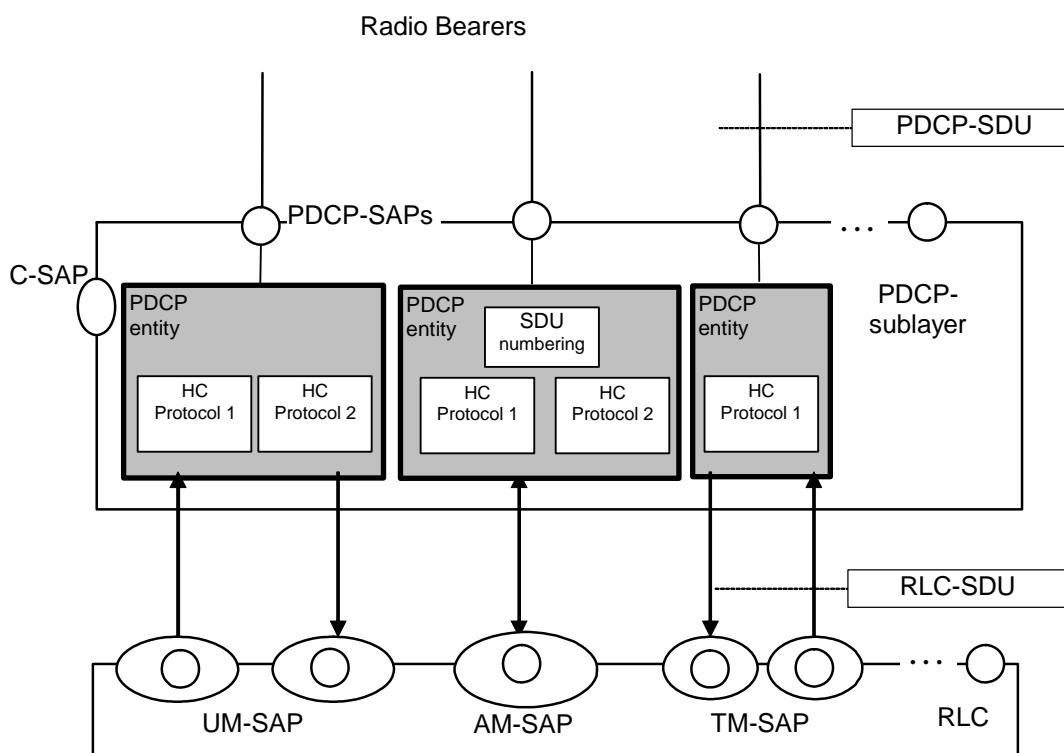 Radio Bearers
PDCP-SDU
PDCP-SAPs
...
C-SAP
PDCP
entity
HC
Protocol 1
HC
Protocol 2
PDCP
entity
SDU
numbering
HC
Protocol 1
HC
Protocol 2
PDCP
entity
HC
Protocol 1
PDCP-
sublayer
RLC-SDU
...
UM-SAP
AM-SAP
TM-SAP
RLC